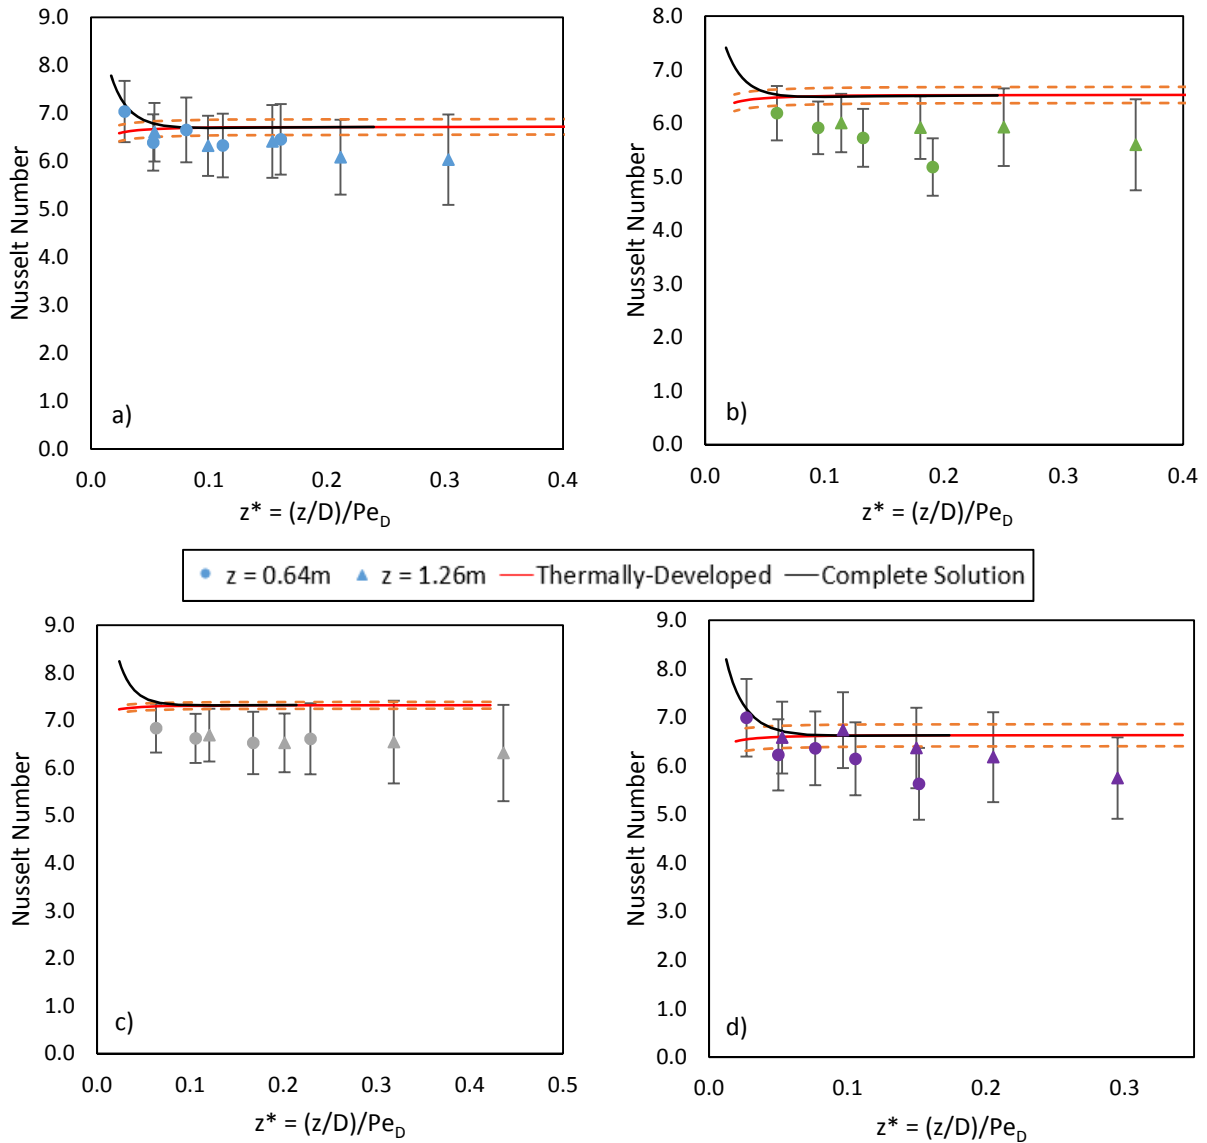 9.0
8.0
7.0
6.0
5.0
4.0
3.0
2.0
1.0
0.0
Nusselt Number
a)
0.0 0.1 0.2 0.3 0.4
z* = (z/D)/PeD
8.0
7.0
6.0
5.0
4.0
3.0
2.0
1.0
0.0
Nusselt Number
b)
0.0 0.1 0.2 0.3 0.4
z* = (z/D)/PeD
z = 0.64m z = 1.26m Thermally-Developed Complete Solution
9.0
8.0
7.0
6.0
5.0
4.0
3.0
2.0
1.0
0.0
Nusselt Number
c)
0.0 0.1 0.2 0.3 0.4 0.5
z* = (z/D)/PeD
9.0
8.0
7.0
6.0
5.0
4.0
3.0
2.0
1.0
0.0
Nusselt Number
d)
0.0 0.1 0.2 0.3
z* = (z/D)/PeD